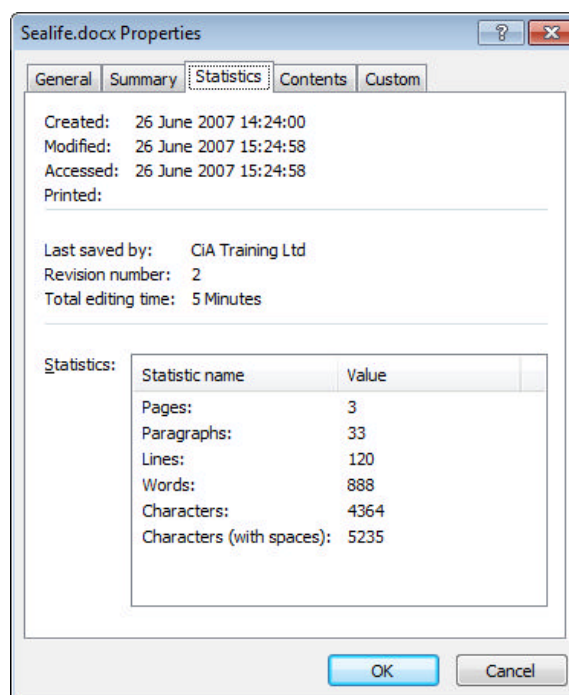 Sealife.docx Properties
General Summary Statistics Contents Custom
Created: 26 June 2007 14:24:00
Modified: 26 June 2007 15:24:58
Accessed: 26 June 2007 15:24:58
Printed:
Last saved by: CiA Training Ltd
Revision number: 2
Total editing time: 5 Minutes
Statistics:
Statistic name Value
Pages: 3
Paragraphs: 33
Lines: 120
Words: 888
Characters: 4364
Characters (with spaces): 5235
OK Cancel